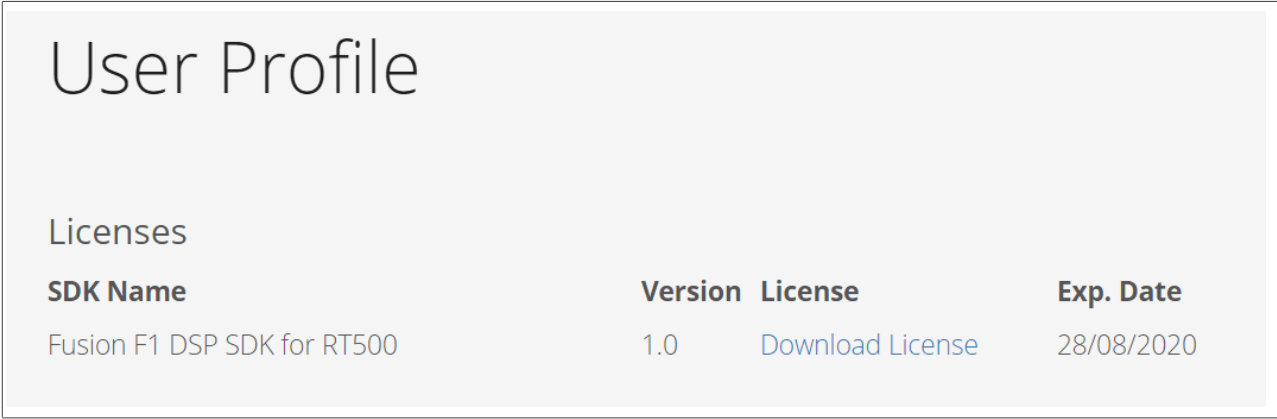 User Profile
Licenses
SDK Name Version License Exp. Date
Fusion F1 DSP SDK for RT500 1.0 Download License 28/08/2020